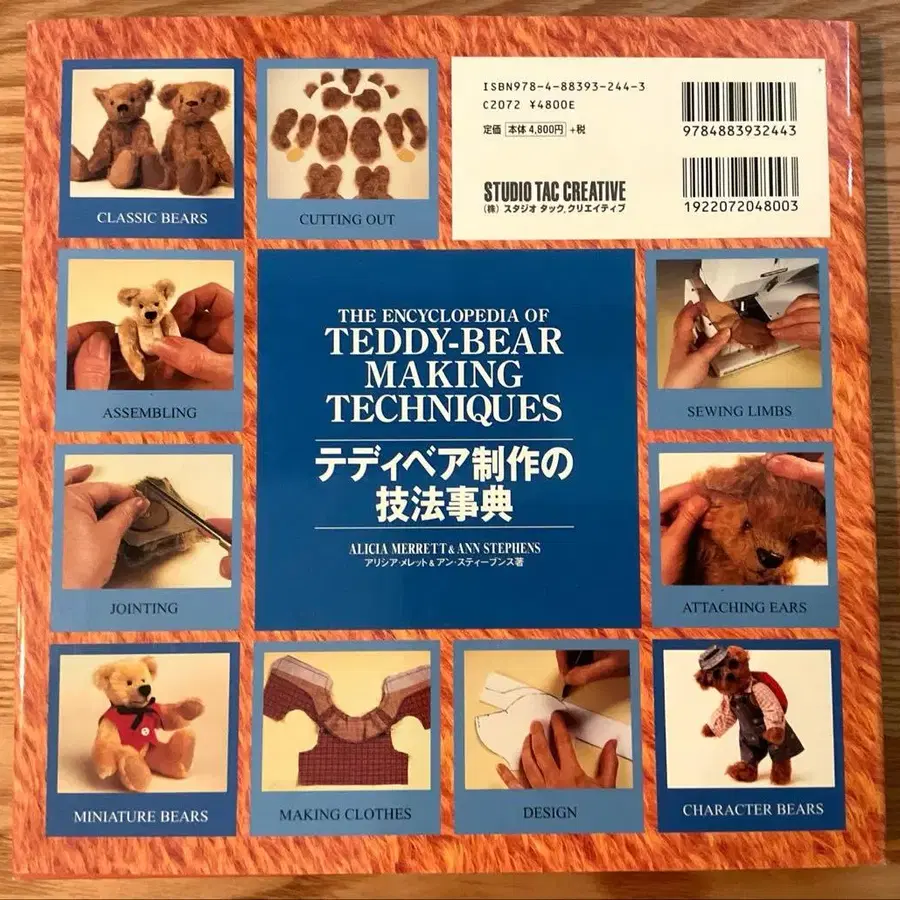 CLASSIC BEARS
CUTTING OUT
ISBN978-4-88393-244-3
C2072 ¥4800E
定価 本体4,800円 +税
STUDIO TAC CREATIVE
(株)スタジオ タック クリエイティブ
9784883932443
1922072048003
ASSEMBLING
THE ENCYCLOPEDIA OF
TEDDY-BEAR
MAKING
TECHNIQUES
テディベア制作の
技法事典
ALICIA MERRETT & ANN STEPHENS
アリシア・メレット&アン・スティーブンス著
SEWING LIMBS
JOINTING
ATTACHING EARS
MINIATURE BEARS
MAKING CLOTHES
DESIGN
CHARACTER BEARS